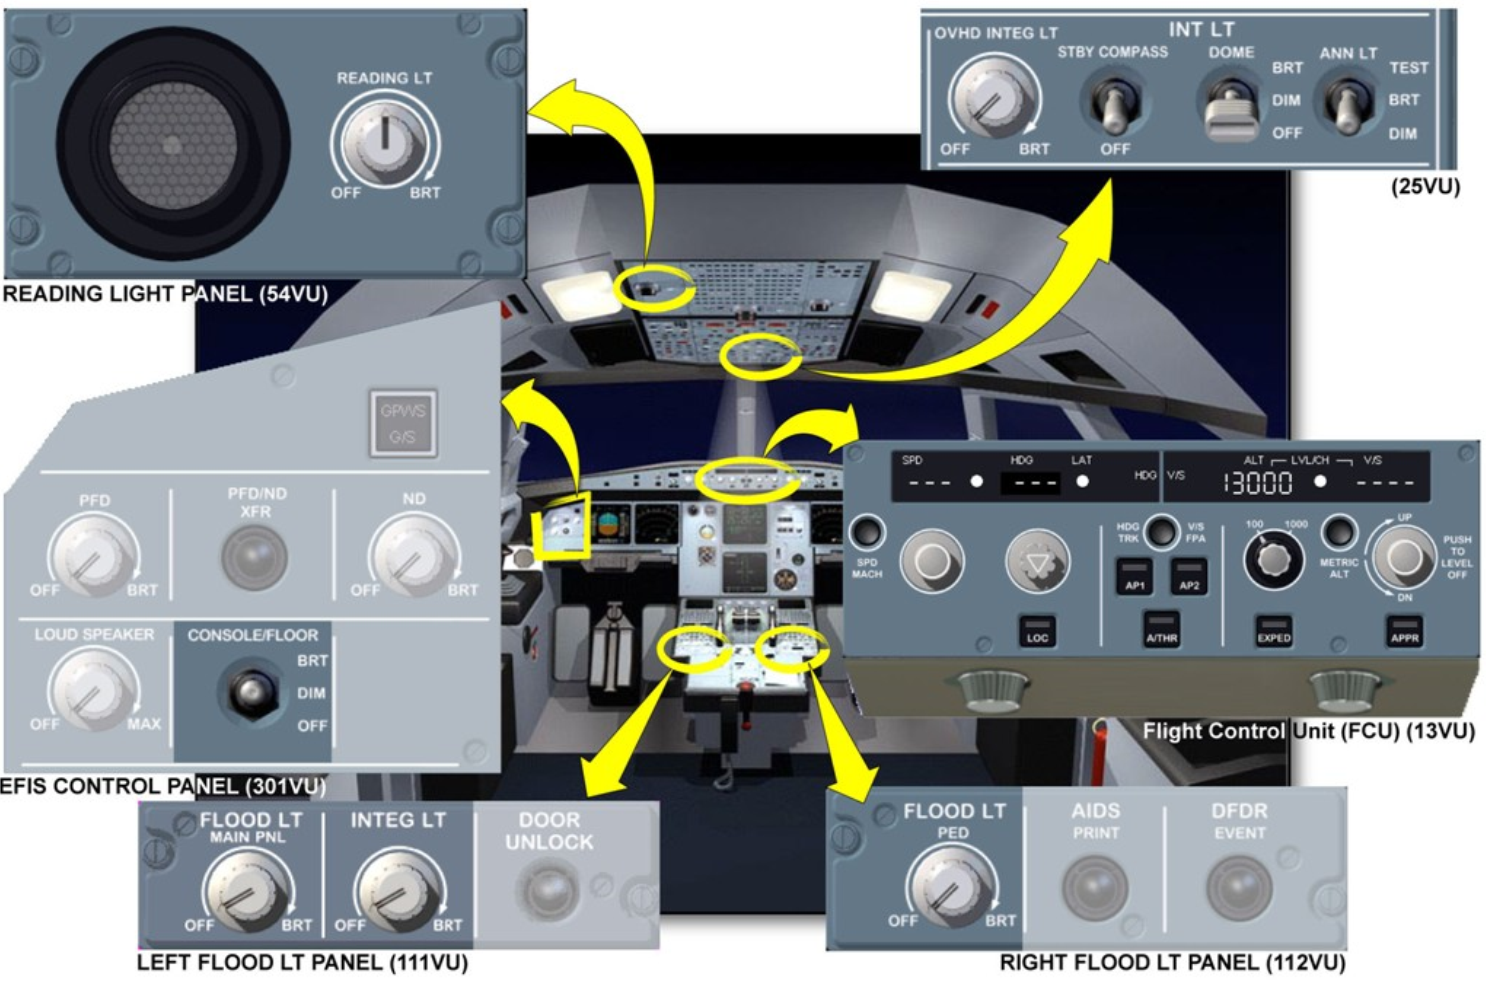 READING LT
OFF
BRT
READING LIGHT PANEL (54VU)
OVHD INTEG LT
INT LT
STBY COMPASS
DOME
ANN LT
BRT
TEST
DIM
BRT
OFF
DIM
OFF
BRT
OFF
(25VU)
GPWS
G/S
PFD
PFD/ND
XFR
ND
OFF
BRT
OFF
BRT
LOUD SPEAKER
CONSOLE/FLOOR
BRT
DIM
OFF
OFF
MAX
EFIS CONTROL PANEL (301VU)
SPD
HDG
LAT
HDG
V/S
ALT
LVL/CH
V/S
---
---
13000
----
SPD
MACH
HDG
TRK
V/S
FPA
100
1000
METRIC
ALT
UP
DN
PUSH
TO
LEVEL
OFF
AP1
AP2
LOC
A/THR
EXPED
APPR
Flight Control Unit (FCU) (13VU)
FLOOD LT
MAIN PNL
INTEG LT
DOOR
UNLOCK
OFF
BRT
OFF
BRT
LEFT FLOOD LT PANEL (111VU)
FLOOD LT
PED
AIDS
PRINT
DFDR
EVENT
OFF
BRT
RIGHT FLOOD LT PANEL (112VU)